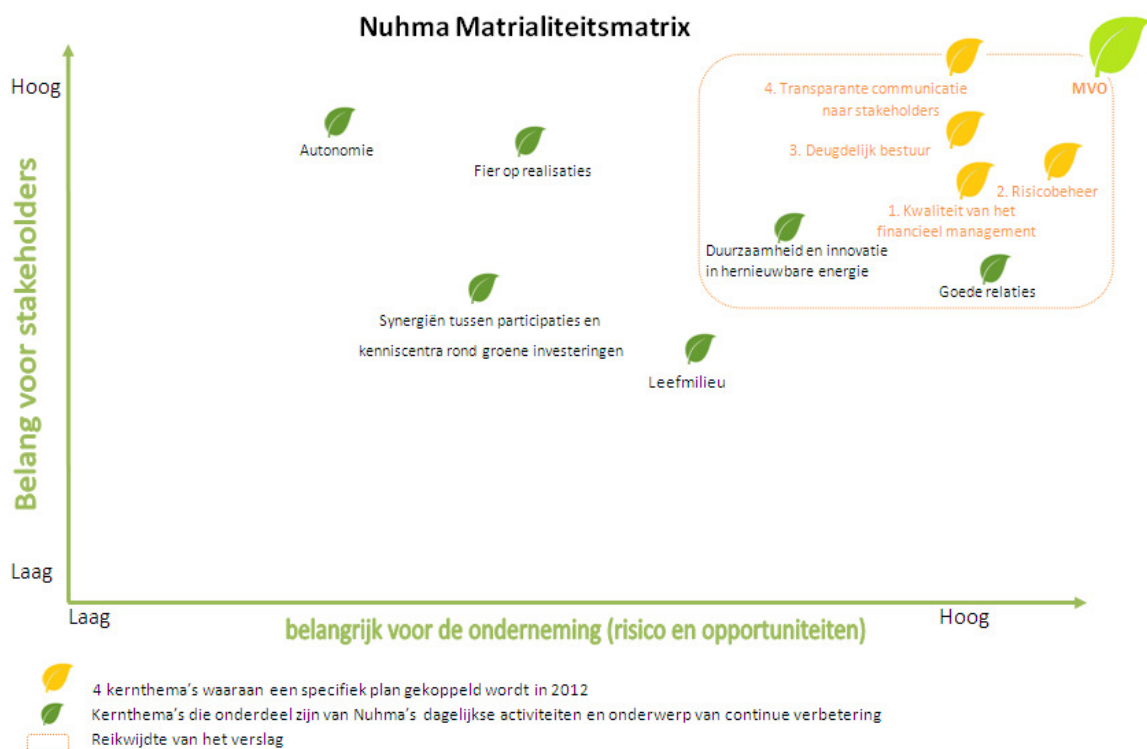 Nuhma Matrialiteitsmatrix
Hoog
MVO
4. Transparante communicatie
naar stakeholders
Autonomie
3. Deugdelijk bestuur
Fier op realisaties
2. Risicobeheer
1. Kwaliteit van het
financieel management
Duurzaamheid en innovatie
in hernieuwbare energie
Goede relaties
Synergiën tussen participaties en
kenniscentra rond groene investeringen
Leefmilieu
Belang voor stakeholders
Laag
Laag
Hoog
belangrijk voor de onderneming (risico en opportuniteiten)
4 kernthema's waaraan een specifiek plan gekoppeld wordt in 2012
Kernthema's die onderdeel zijn van Nuhma's dagelijkse activiteiten en onderwerp van continue verbetering
Reikwijdte van het verslag